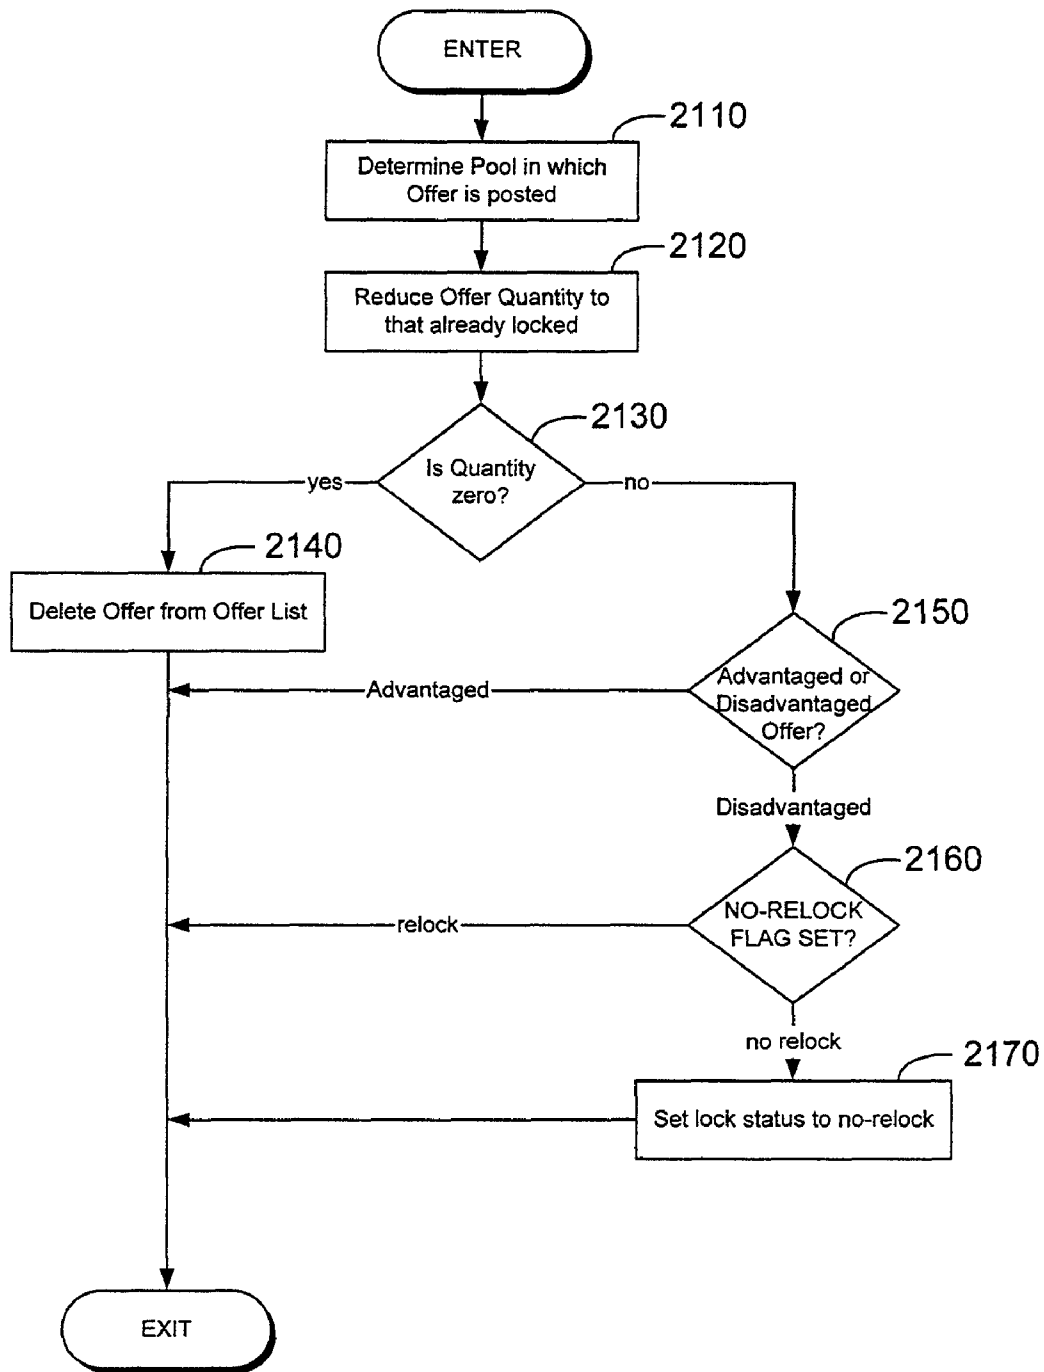 ENTER
2110
Determine Pool in which
Offer is posted
2120
Reduce Offer Quantity to
that already locked
2130
Is Quantity
zero?
yes
no
2140
Delete Offer from Offer List
2150
Advantaged or
Disadvantaged
Offer?
Advantaged
Disadvantaged
2160
NO-RELOCK
FLAG SET?
relock
no relock
2170
Set lock status to no-relock
EXIT